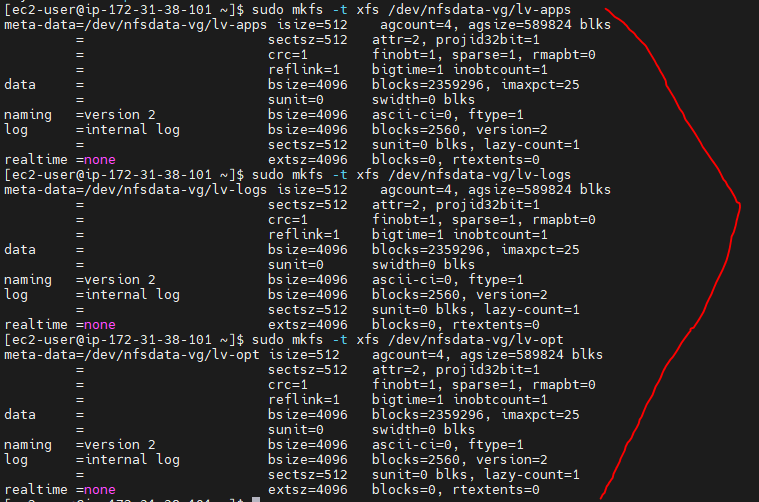 [ec2-user@ip-172-31-38-101 ~]$ sudo mkfs -t xfs /dev/nfsdata-vg/lv-apps
meta-data=/dev/nfsdata-vg/lv-apps isize=512    agcount=4, agsize=589824 blks
         =                       sectsz=512   attr=2, projid32bit=1
         =                       crc=1        finobt=1, sparse=1, rmapbt=0
         =                       reflink=1    bigtime=1 inobtcount=1
data     =                       bsize=4096   blocks=2359296, imaxpct=25
         =                       sunit=0      swidth=0 blks
naming   =version 2              bsize=4096   ascii-ci=0, ftype=1
log      =internal log           bsize=4096   blocks=2560, version=2
         =                       sectsz=512   sunit=0 blks, lazy-count=1
realtime =none                   extsz=4096   blocks=0, rtextents=0
[ec2-user@ip-172-31-38-101 ~]$ sudo mkfs -t xfs /dev/nfsdata-vg/lv-logs
meta-data=/dev/nfsdata-vg/lv-logs isize=512    agcount=4, agsize=589824 blks
         =                       sectsz=512   attr=2, projid32bit=1
         =                       crc=1        finobt=1, sparse=1, rmapbt=0
         =                       reflink=1    bigtime=1 inobtcount=1
data     =                       bsize=4096   blocks=2359296, imaxpct=25
         =                       sunit=0      swidth=0 blks
naming   =version 2              bsize=4096   ascii-ci=0, ftype=1
log      =internal log           bsize=4096   blocks=2560, version=2
         =                       sectsz=512   sunit=0 blks, lazy-count=1
realtime =none                   extsz=4096   blocks=0, rtextents=0
[ec2-user@ip-172-31-38-101 ~]$ sudo mkfs -t xfs /dev/nfsdata-vg/lv-opt
meta-data=/dev/nfsdata-vg/lv-opt isize=512    agcount=4, agsize=589824 blks
         =                       sectsz=512   attr=2, projid32bit=1
         =                       crc=1        finobt=1, sparse=1, rmapbt=0
         =                       reflink=1    bigtime=1 inobtcount=1
data     =                       bsize=4096   blocks=2359296, imaxpct=25
         =                       sunit=0      swidth=0 blks
naming   =version 2              bsize=4096   ascii-ci=0, ftype=1
log      =internal log           bsize=4096   blocks=2560, version=2
         =                       sectsz=512   sunit=0 blks, lazy-count=1
realtime =none                   extsz=4096   blocks=0, rtextents=0